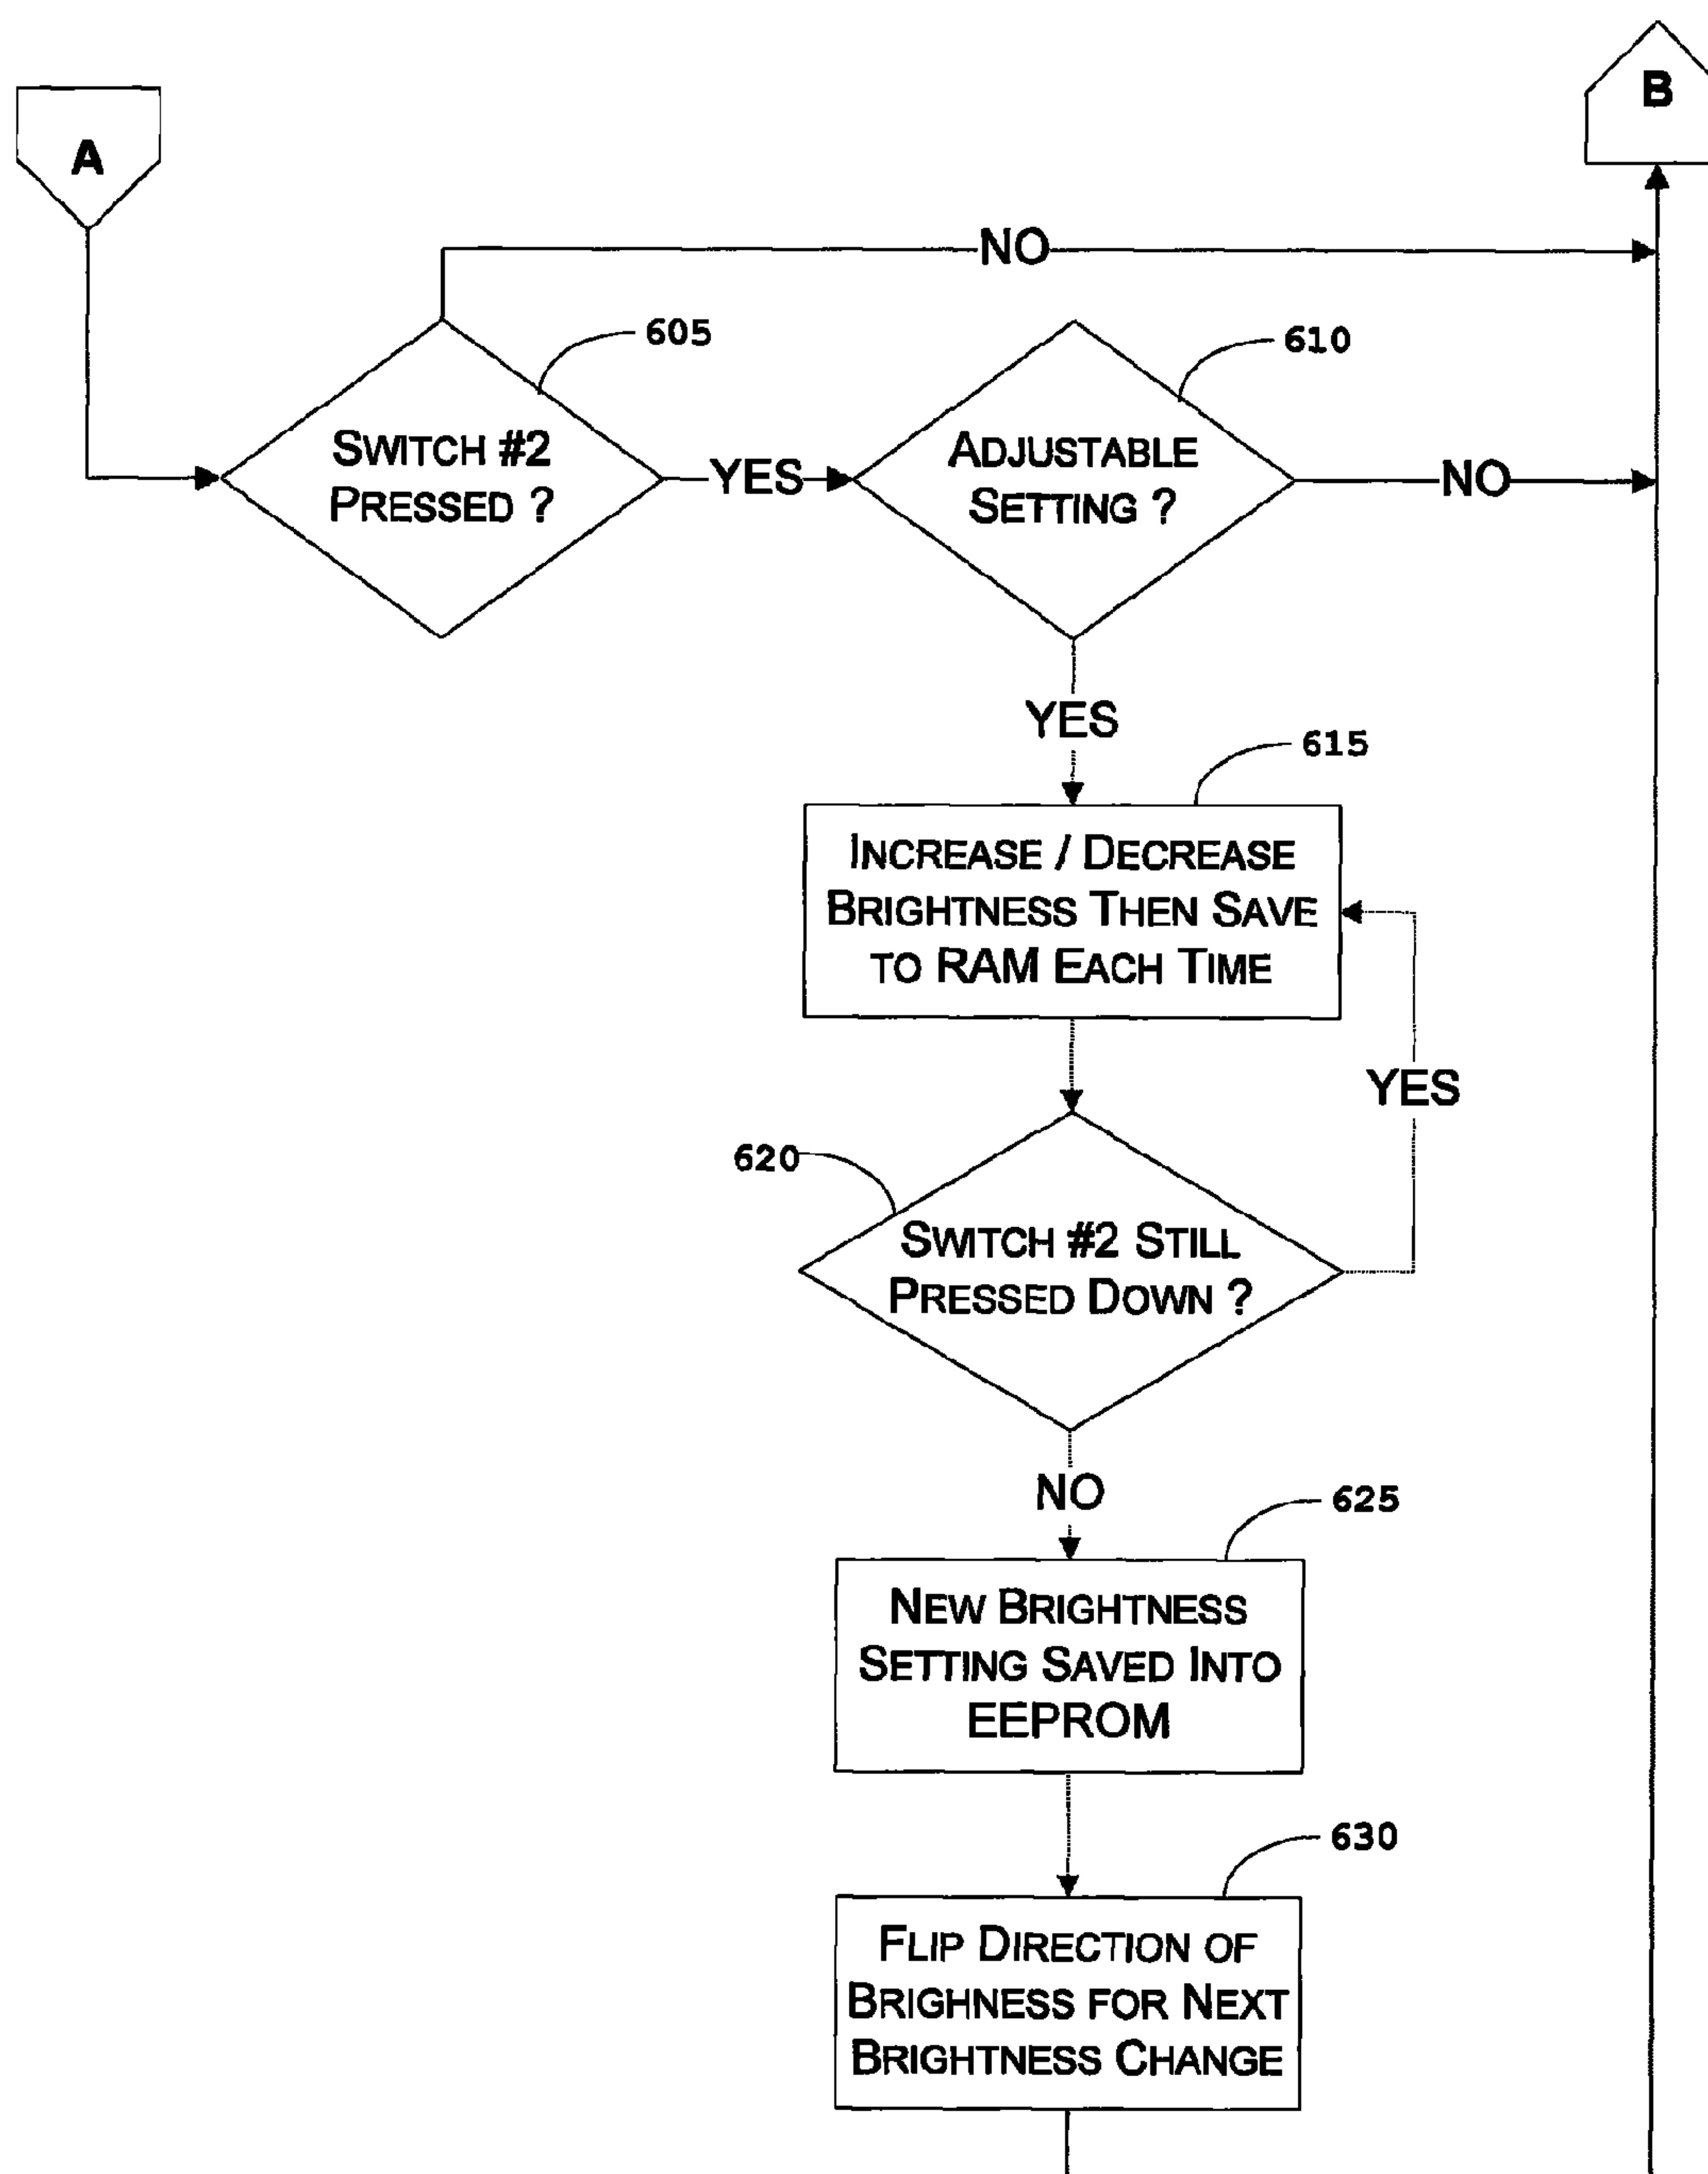 A
B
NO
605
610
SWITCH #2
PRESSED ?
YES
ADJUSTABLE
SETTING ?
NO
YES
615
INCREASE / DECREASE
BRIGHTNESS THEN SAVE
TO RAM EACH TIME
YES
620
SWITCH #2 STILL
PRESSED DOWN ?
NO
625
NEW BRIGHTNESS
SETTING SAVED INTO
EEPROM
630
FLIP DIRECTION OF
BRIGHNESS FOR NEXT
BRIGHTNESS CHANGE